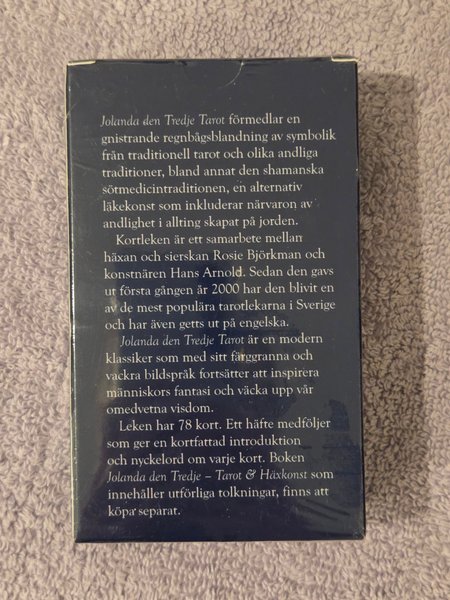 Jolanda den Tredje Tarot förmedlar en
gnistrande regnbågsblandning av symbolik
från traditionell tarot och olika andliga
traditioner, bland annat den shamanska
sötmedicintraditionen, en alternativ
läkekonst som inkluderar närvaron av
andlighet i allting skapat på jorden.
Kortleken är ett samarbete mellan
häxan och sierskan Rosie Björkman och
konstnären Hans Arnold. Sedan den gavs
ut första gången år 2000 har den blivit en
av de mest populära tarotlekarna i Sverige
och har även getts ut på engelska.
Jolanda den Tredje Tarot är en modern
klassiker som med sitt färggranna och
vackra bildspråk fortsätter att inspirera
människors fantasi och väcka upp vår
omedvetna visdom.
Leken har 78 kort. Ett häfte medföljer
som ger en kortfattad introduktion
och nyckelord om varje kort. Boken
Jolanda den Tredje – Tarot & Häxkonst som
innehåller utförliga tolkningar, finns att
köpa separat.